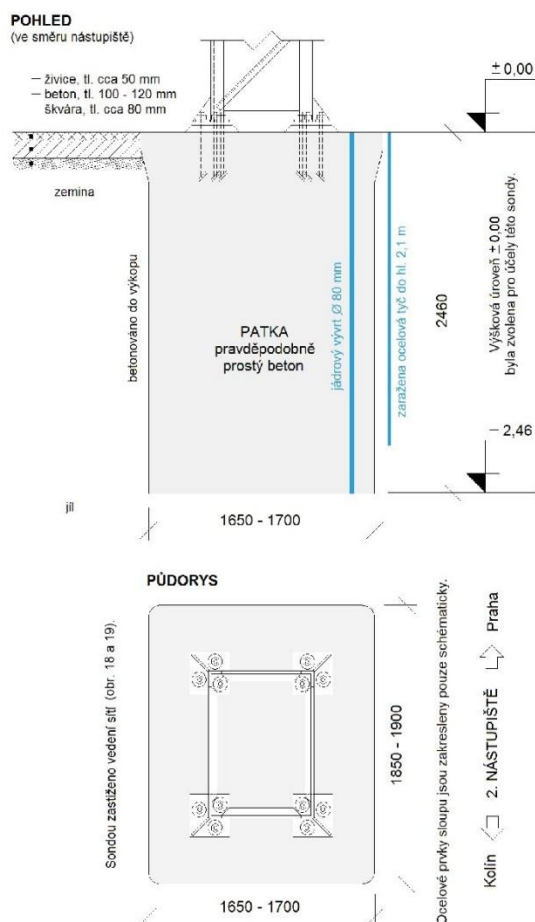 POHLED
(ve směru nástupiště)
— živice, tl. cca 50 mm
— beton, tl. 100 - 120 mm
škvára, tl. cca 80 mm
± 0,00
zemina
betonováno do výkopu
PATKA
pravděpodobně
prostý beton
jádrový vývrt Ø 80 mm
zaražena ocelová tyč do hl. 2,1 m
2460
Výšková úroveň ± 0,00
byla zvolena pro účely této sondy.
— 2,46
jíl
1650 - 1700
PŮDORYS
Sondou zastiženo vedení sítí (obr. 18 a 19).
1850 - 1900
Ocelové prvky sloupu jsou zakresleny pouze schématicky.
Kolín 2. NÁSTUPIŠTĚ Praha
1650 - 1700